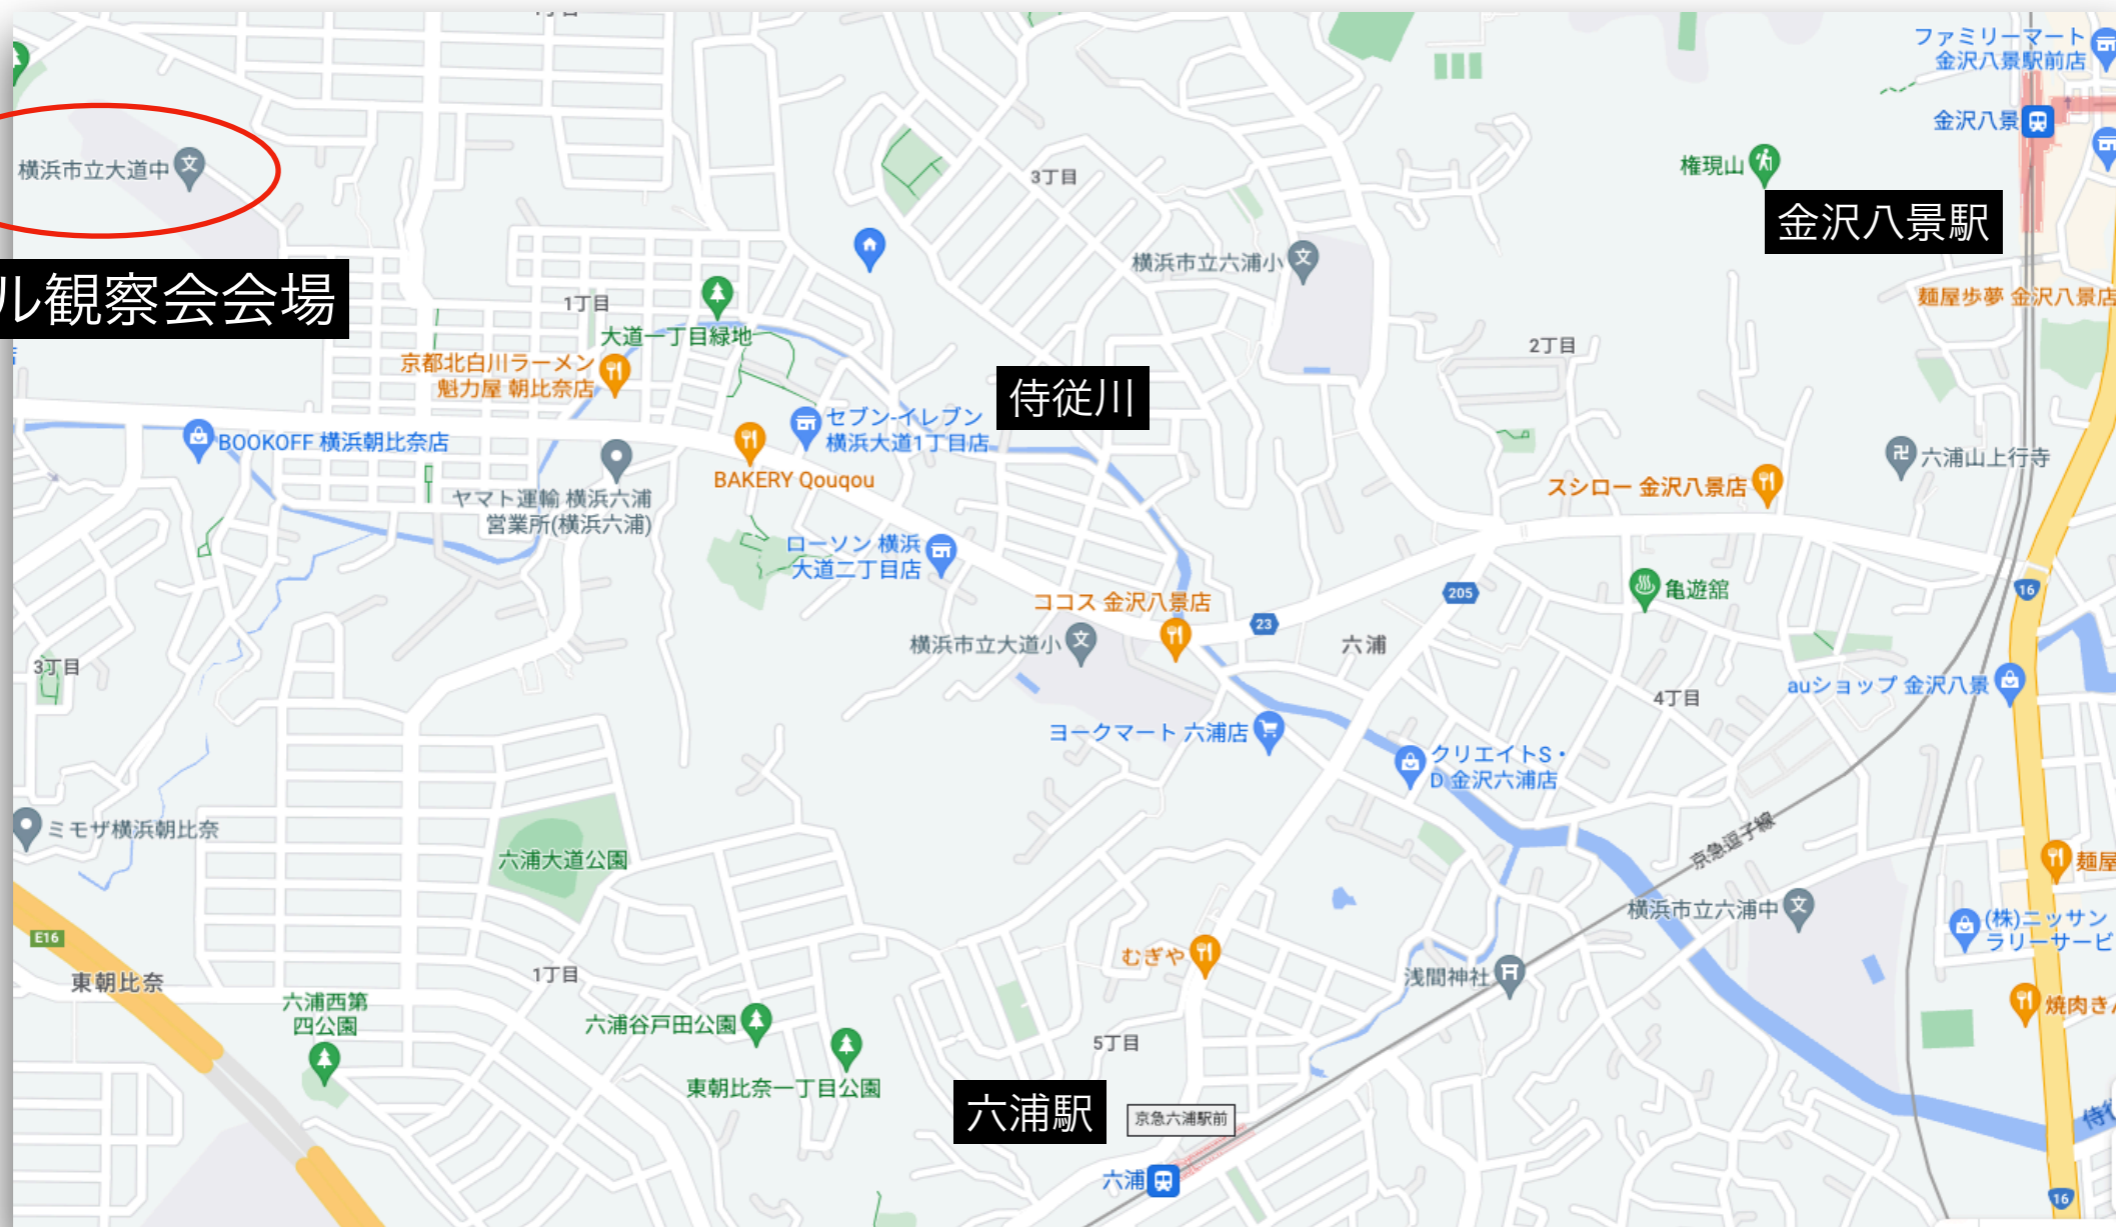 ファミリーマート
金沢八景駅前店
金沢八景
横浜市立大道中
権現山
3丁目
金沢八景駅
横浜市立六浦小
ル観察会会場
1丁目
麺屋歩夢 金沢八景店
大道一丁目緑地
2丁目
京都北白川ラーメン
魁力屋 朝比奈店
侍従川
セブン-イレブン
横浜大道1丁目店
BOOKOFF 横浜朝比奈店
六浦山上行寺
BAKERY Qouqou
スシロー 金沢八景店
ヤマト運輸 横浜六浦
営業所(横浜六浦)
ローソン 横浜
大道二丁目店
亀遊舘
16
205
ココス 金沢八景店
23
横浜市立大道小
六浦
3丁目
auショップ 金沢八景
4丁目
ヨークマート 六浦店
クリエイトS・
D 金沢六浦店
ミモザ横浜朝比奈
京急逗子線
六浦大道公園
麺屋
横浜市立六浦中
(株)ニッサン
ラリーサービ
E16
むぎや
東朝比奈
1丁目
浅間神社
六浦西第
四公園
焼肉き
六浦谷戸田公園
5丁目
東朝比奈一丁目公園
六浦駅
京急六浦駅前
侍
六浦
16